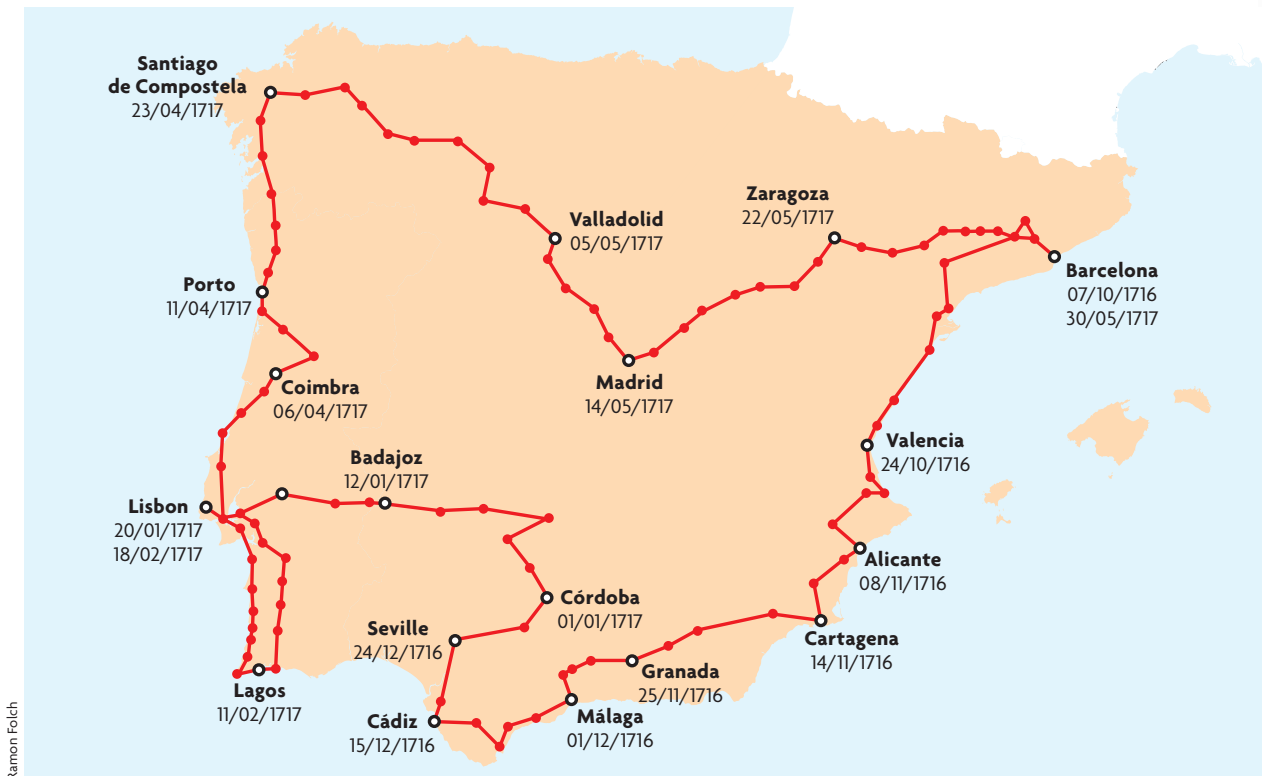 Santiago
de Compostela
23/04/1717
Zaragoza
22/05/1717
Valladolid
05/05/1717
Barcelona
07/10/1716
30/05/1717
Porto
11/04/1717
Madrid
14/05/1717
Coimbra
06/04/1717
Valencia
24/10/1716
Badajoz
12/01/1717
Lisbon
20/01/1717
18/02/1717
Alicante
08/11/1716
Córdoba
01/01/1717
Seville
24/12/1716
Cartagena
14/11/1716
Granada
25/11/1716
Lagos
11/02/1717
Cádiz
15/12/1716
Málaga
01/12/1716
Ramon Folch